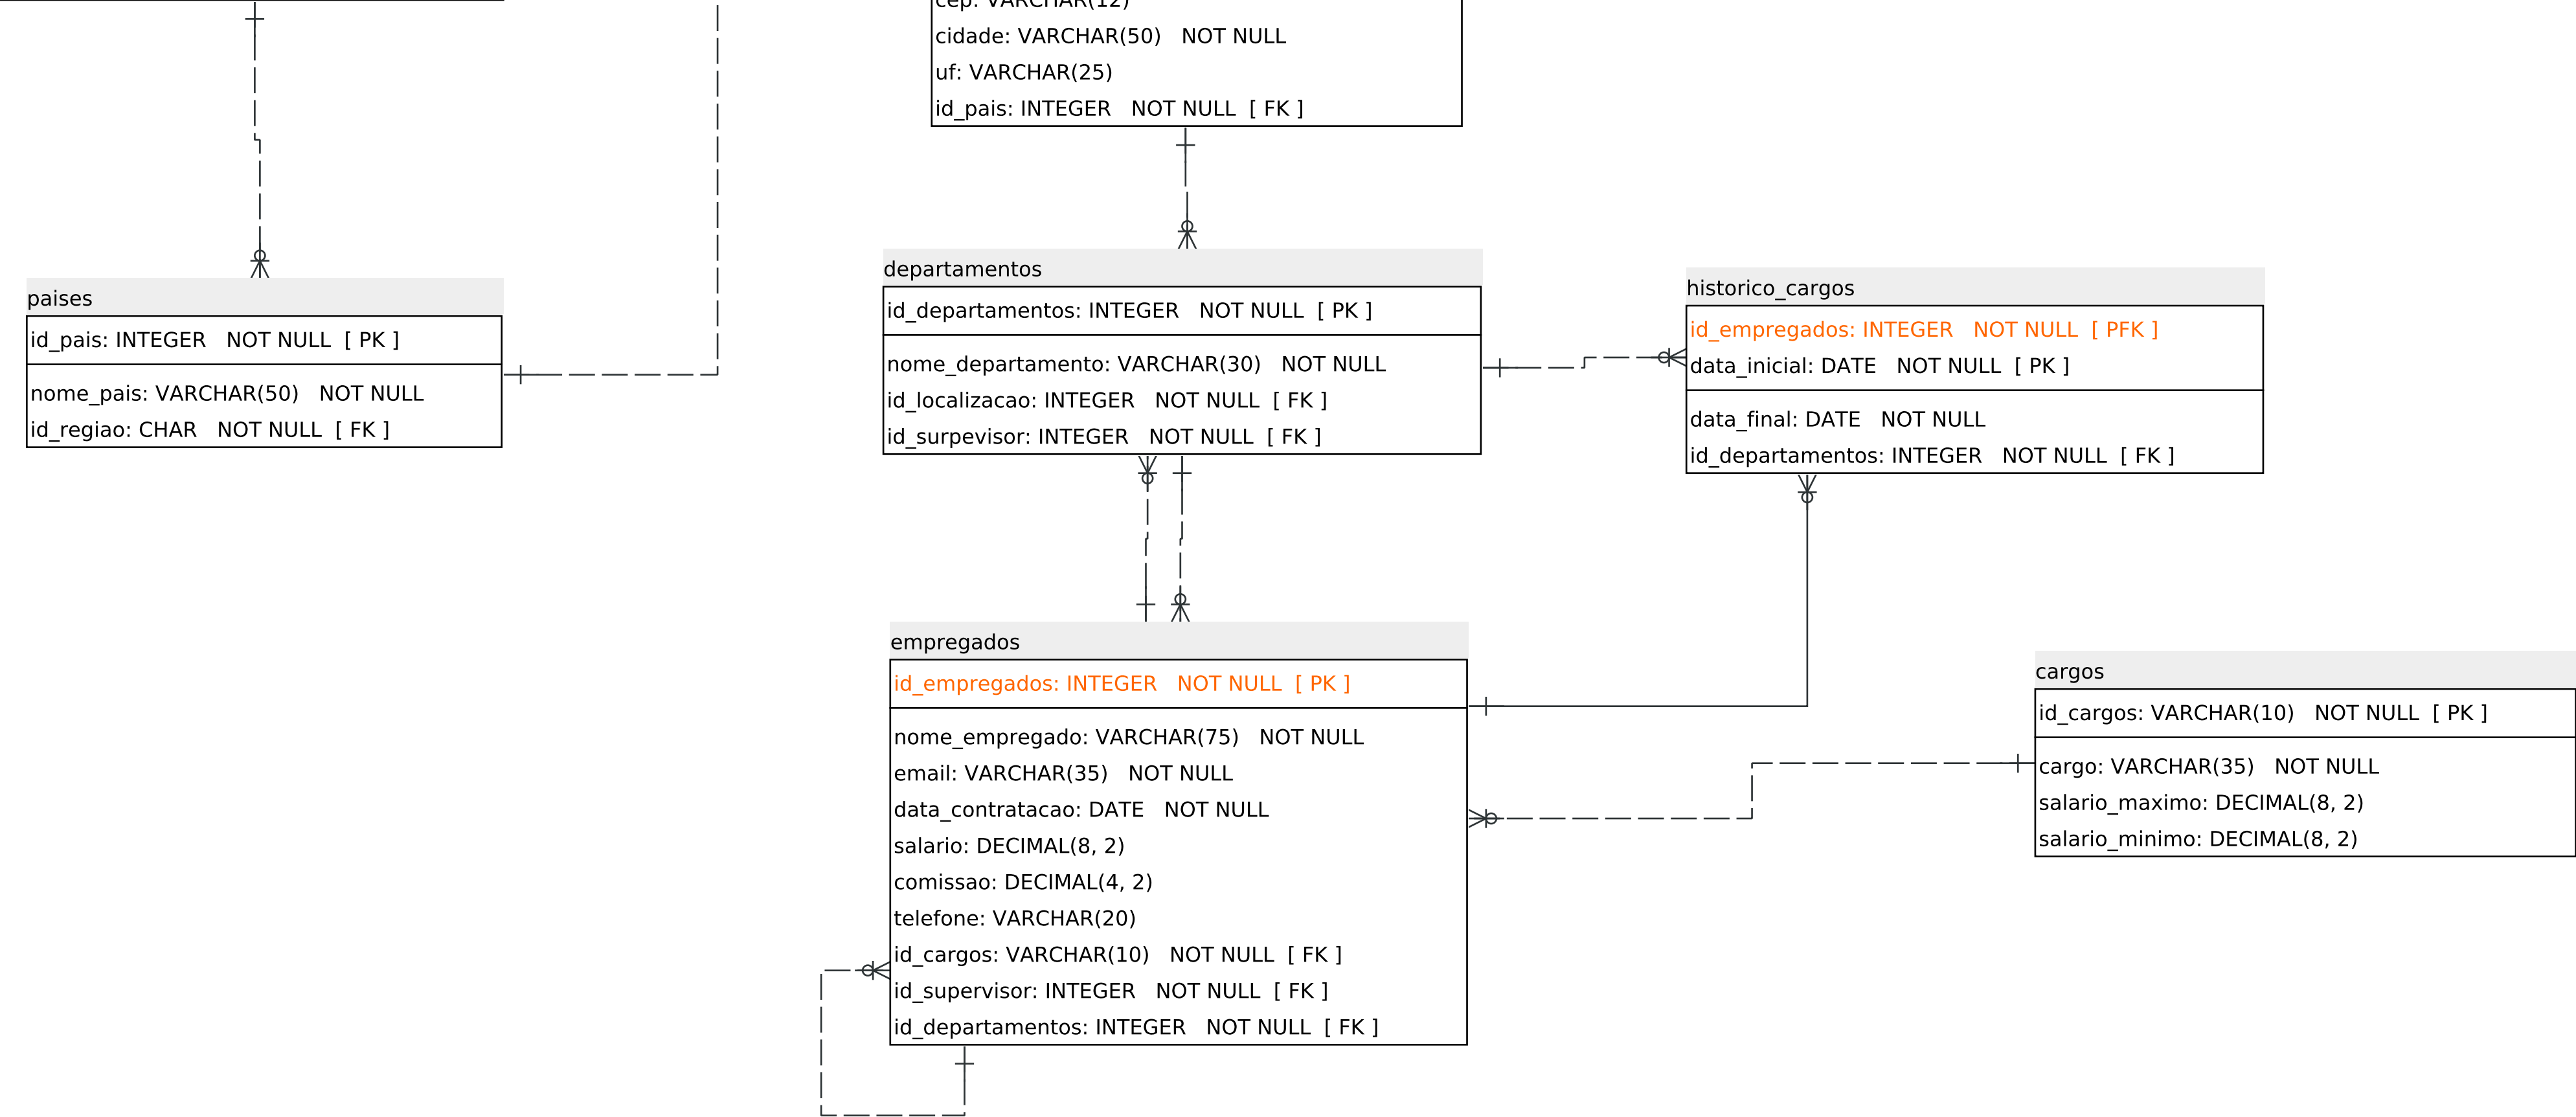 cep: VARCHAR(12)
cidade: VARCHAR(50) NOT NULL
uf: VARCHAR(25)
id_pais: INTEGER NOT NULL [ FK ]
paises
id_pais: INTEGER NOT NULL [ PK ]
nome_pais: VARCHAR(50) NOT NULL
id_regiao: CHAR NOT NULL [ FK ]
departamentos
id_departamentos: INTEGER NOT NULL [ PK ]
nome_departamento: VARCHAR(30) NOT NULL
id_localizacao: INTEGER NOT NULL [ FK ]
id_surpevisor: INTEGER NOT NULL [ FK ]
historico_cargos
id_empregados: INTEGER NOT NULL [ PFK ]
data_inicial: DATE NOT NULL [ PK ]
data_final: DATE NOT NULL
id_departamentos: INTEGER NOT NULL [ FK ]
empregados
id_empregados: INTEGER NOT NULL [ PK ]
nome_empregado: VARCHAR(75) NOT NULL
email: VARCHAR(35) NOT NULL
data_contratacao: DATE NOT NULL
salario: DECIMAL(8, 2)
comissao: DECIMAL(4, 2)
telefone: VARCHAR(20)
id_cargos: VARCHAR(10) NOT NULL [ FK ]
id_supervisor: INTEGER NOT NULL [ FK ]
id_departamentos: INTEGER NOT NULL [ FK ]
cargos
id_cargos: VARCHAR(10) NOT NULL [ PK ]
cargo: VARCHAR(35) NOT NULL
salario_maximo: DECIMAL(8, 2)
salario_minimo: DECIMAL(8, 2)